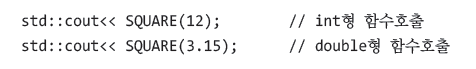 std::cout<< SQUARE(12);        // int형 함수호출
std::cout<< SQUARE(3.15);      // double형 함수호출